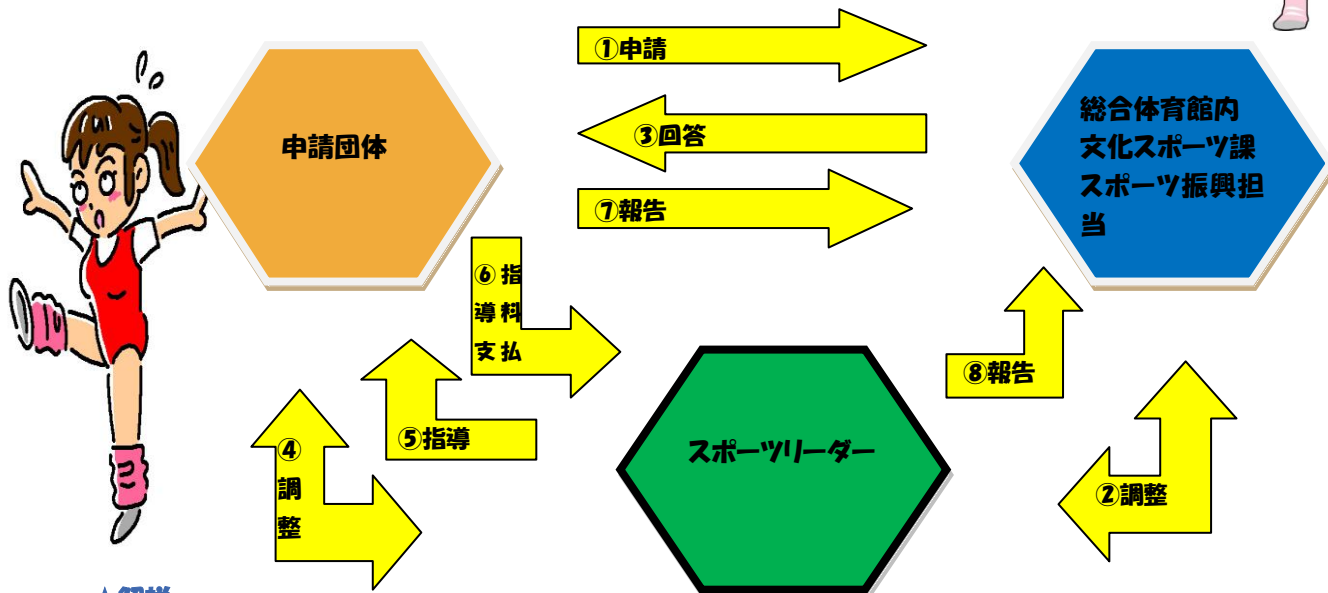 ①申請
申請団体
③回答
⑦報告
総合体育館内
文化スポーツ課
スポーツ振興担
当
⑥指
導料
支払
⑧報告
⑤指導
④
調
整
スポーツリーダー
②調整